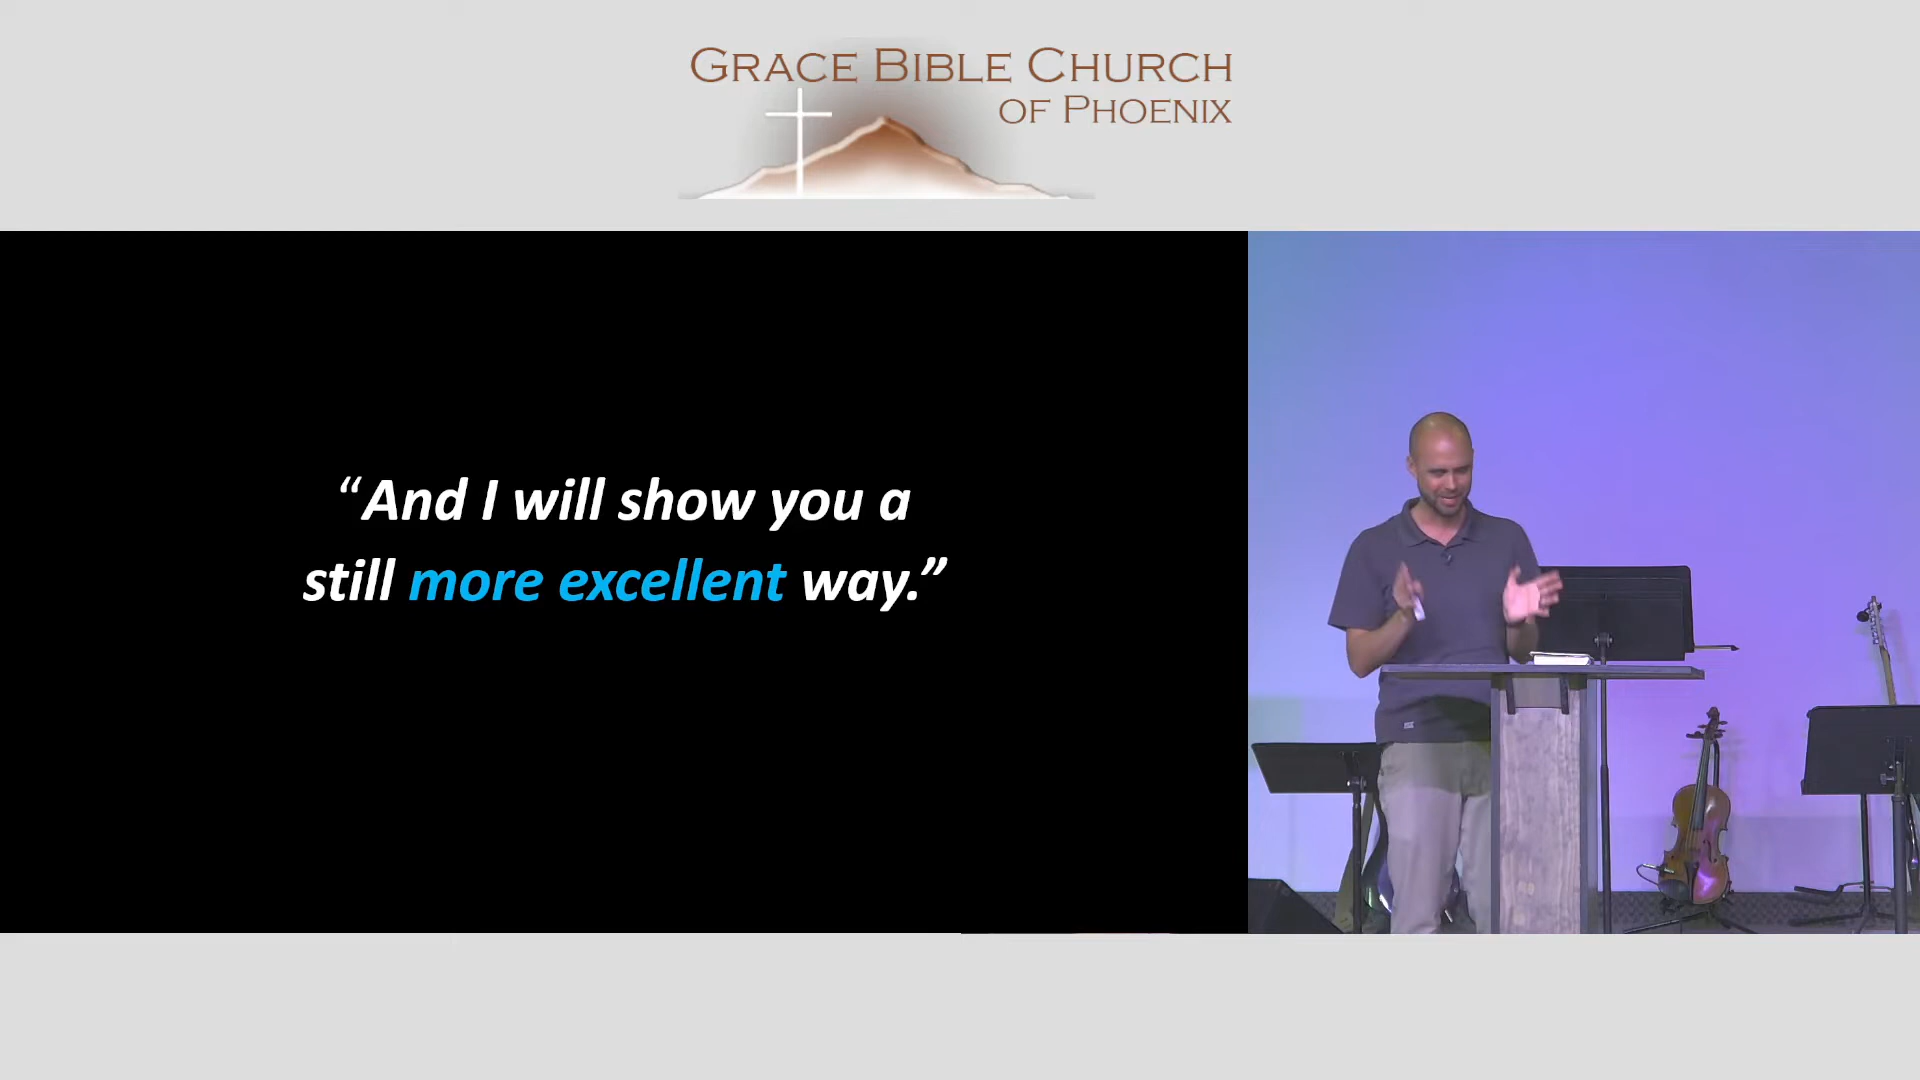 GRACE BIBLE CHURCH
OF PHOENIX
“And I will show you a
still more excellent way.”